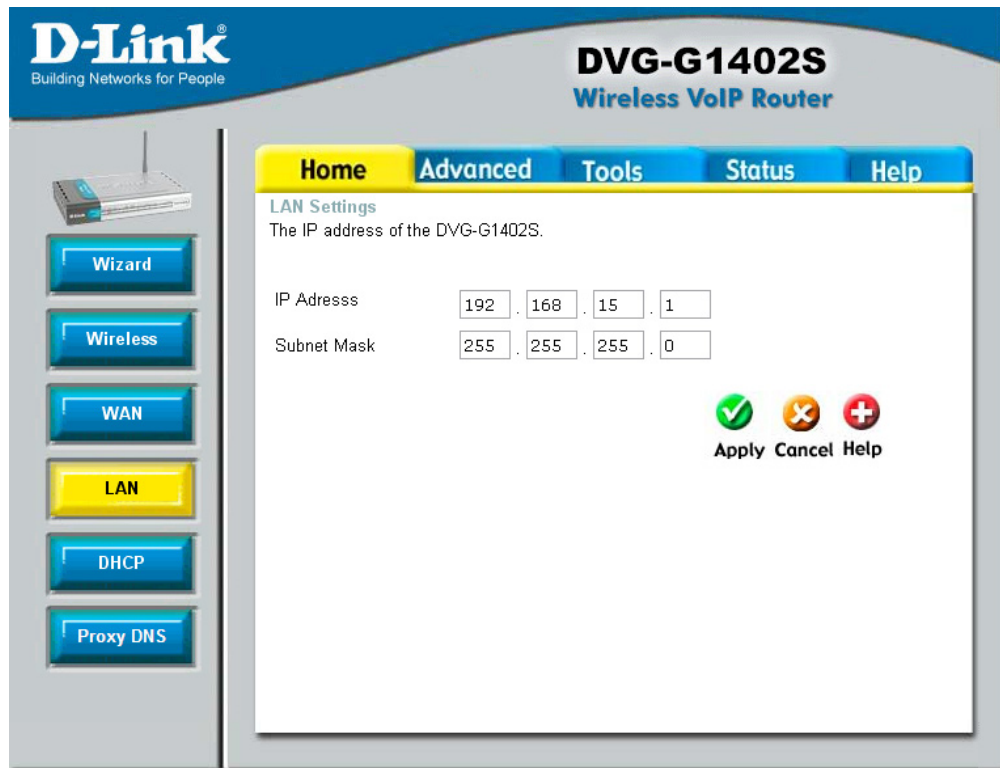 D-Link®
Building Networks for People
DVG-G1402S
Wireless VoIP Router
Home Advanced Tools Status Help
Wizard
Wireless
WAN
LAN
DHCP
Proxy DNS
LAN Settings
The IP address of the DVG-G1402S.
IP Adresss 192 . 168 . 15 . 1
Subnet Mask 255 . 255 . 255 . 0
Apply Cancel Help